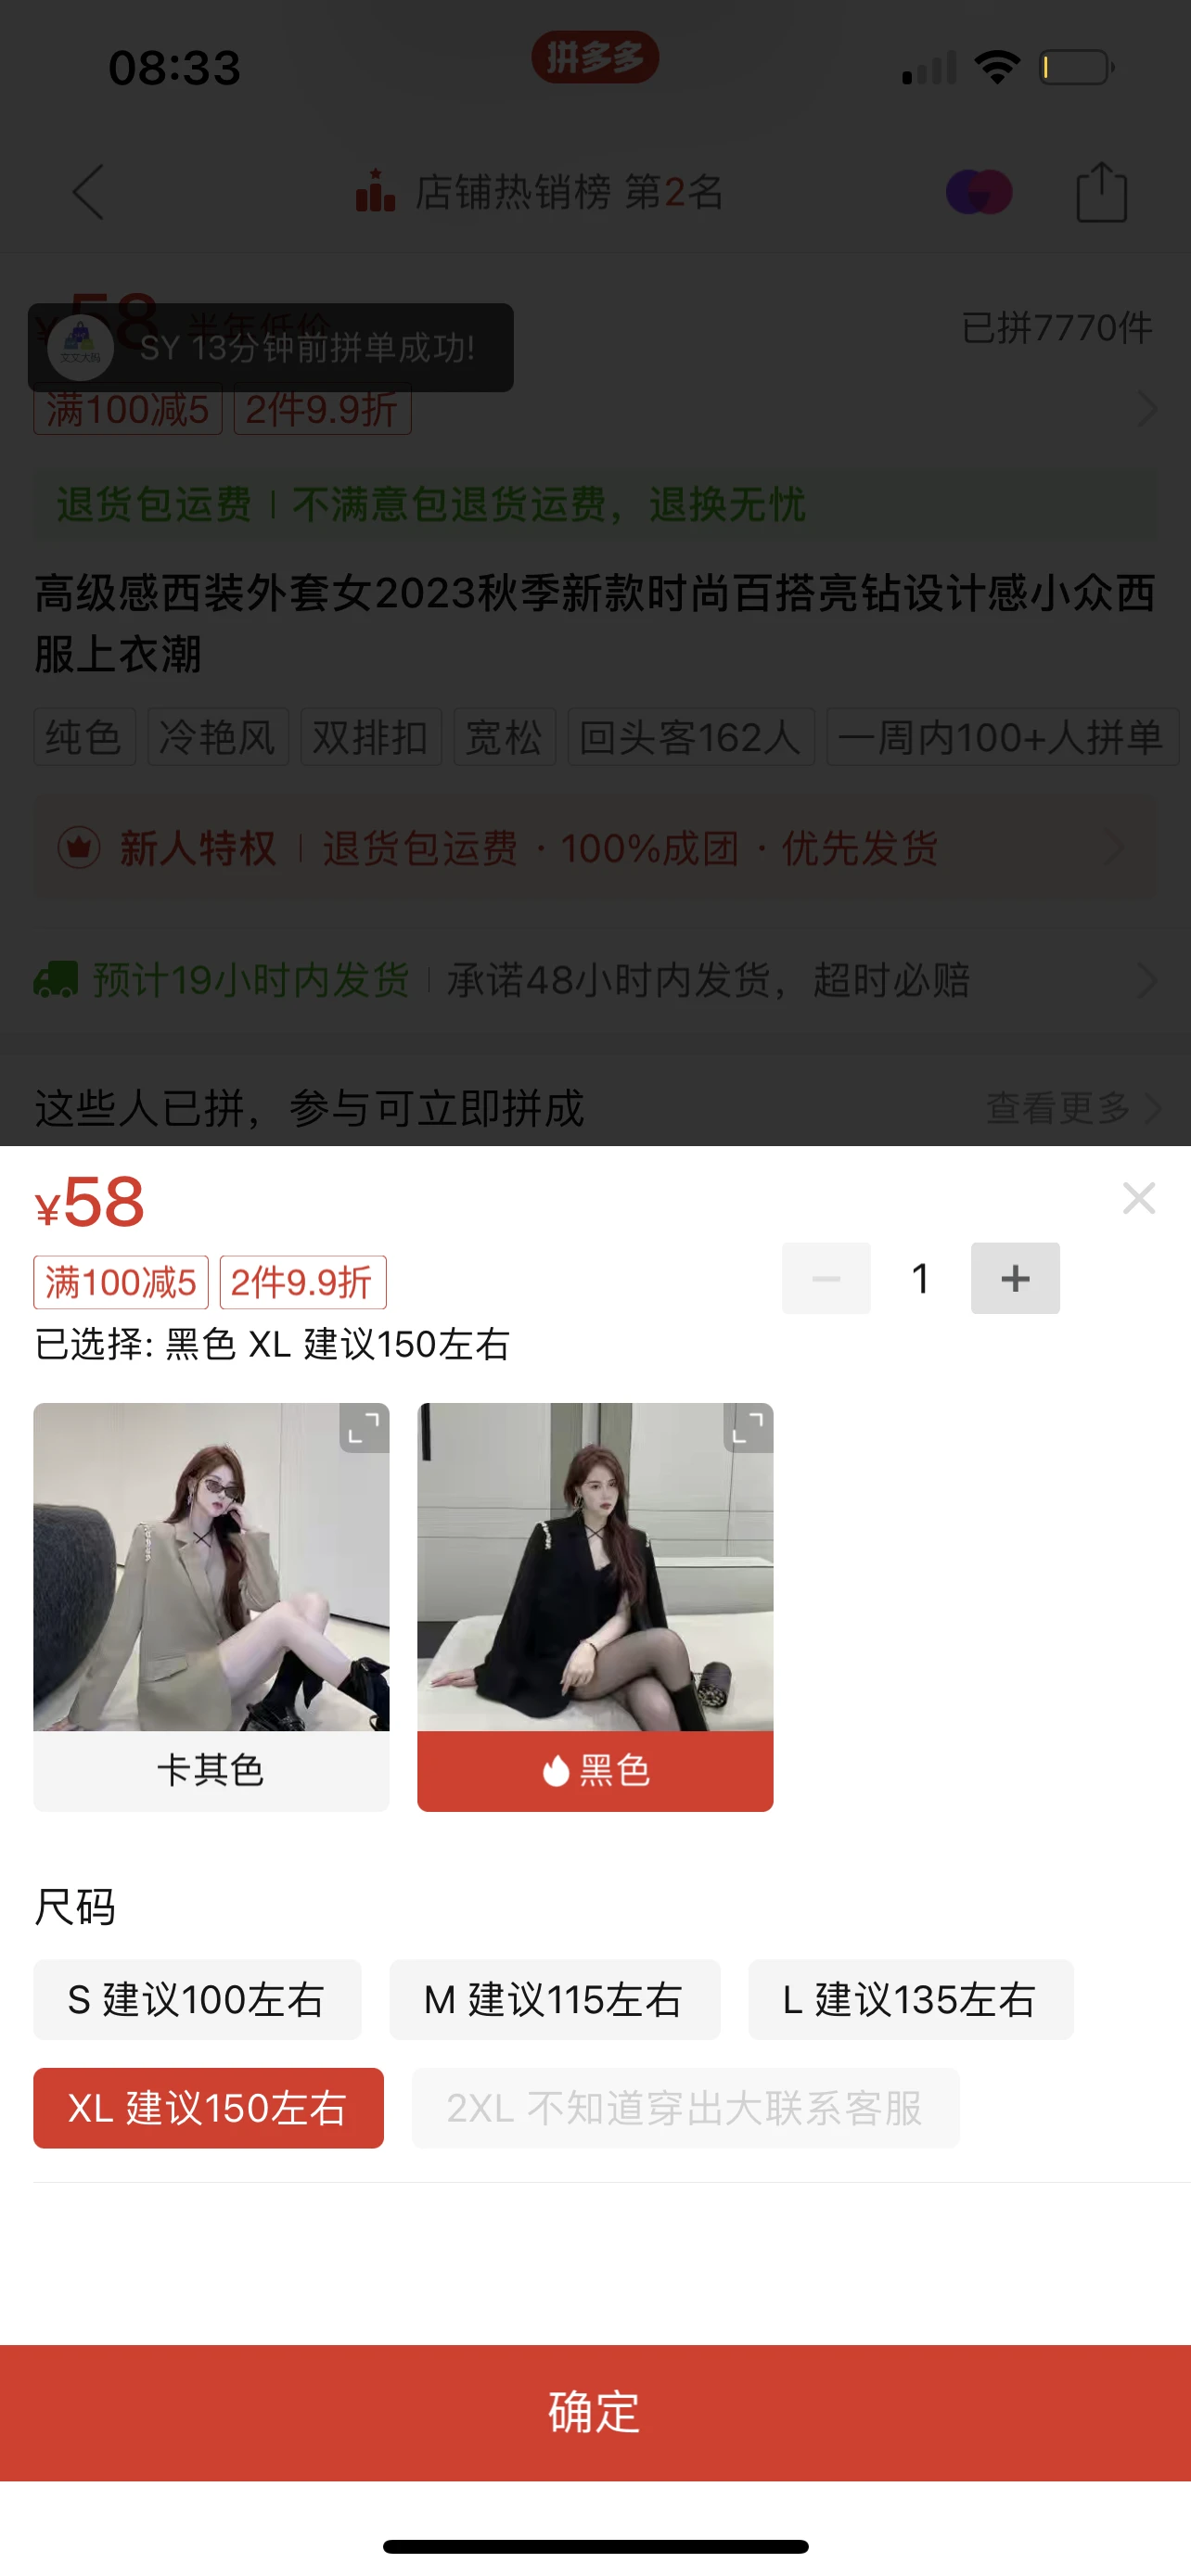 08:33
拼多多
店铺热销榜 第2名
¥58 半年低价
已拼7770件
SY 13分钟前拼单成功!
满100减5 2件9.9折
退货包运费 | 不满意包退货运费，退换无忧
高级感西装外套女2023秋季新款时尚百搭亮钻设计感小众西
服上衣潮
纯色 冷艳风 双排扣 宽松 回头客162人 一周内100+人拼单
新人特权 | 退货包运费 · 100%成团 · 优先发货
预计19小时内发货 | 承诺48小时内发货，超时必赔
这些人已拼，参与可立即拼成 查看更多
¥58
满100减5 2件9.9折
1
已选择: 黑色 XL 建议150左右
卡其色 黑色
尺码
S 建议100左右 M 建议115左右 L 建议135左右
XL 建议150左右 2XL 不知道穿出大联系客服
确定